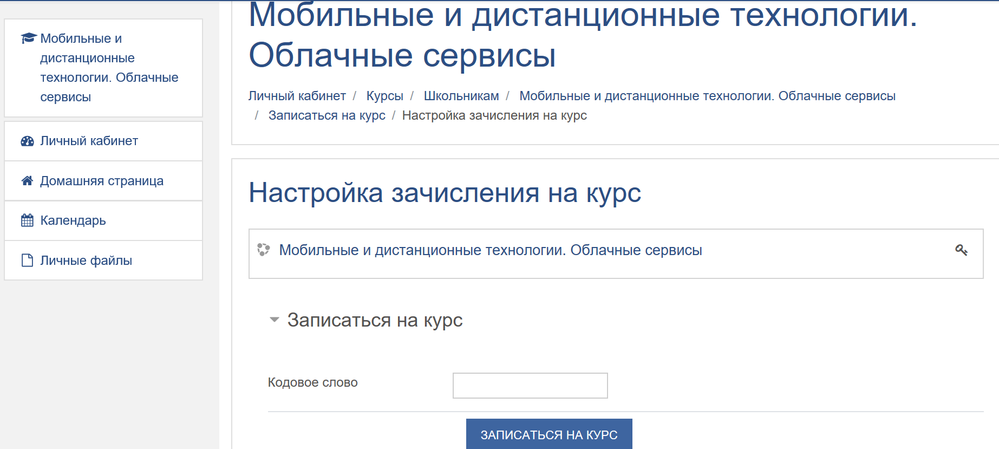 Мобильные и
дистанционные
технологии. Облачные
сервисы
Личный кабинет
Домашняя страница
Календарь
Личные файлы
Мобильные и дистанционные технологии.
Облачные сервисы
Личный кабинет / Курсы / Школьникам / Мобильные и дистанционные технологии. Облачные сервисы
/ Записаться на курс / Настройка зачисления на курс
Настройка зачисления на курс
Мобильные и дистанционные технологии. Облачные сервисы
Записаться на курс
Кодовое слово
ЗАПИСАТЬСЯ НА КУРС